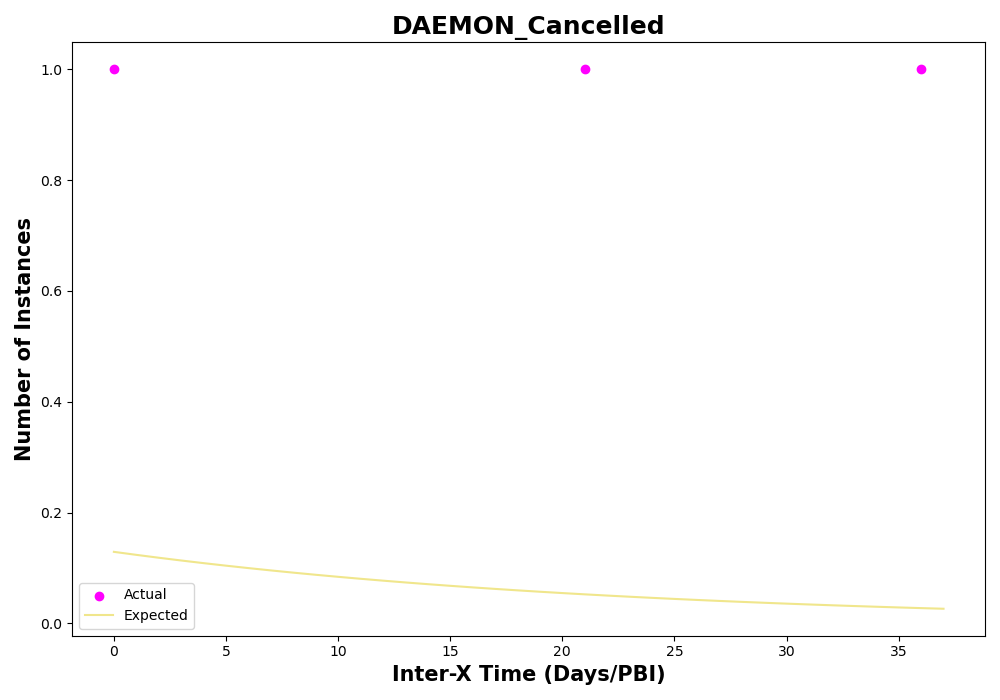 DAEMON_Cancelled
Number of Instances
1.0
0.8
0.6
0.4
0.2
0.0
Actual
Expected
0 5 10 15 20 25 30 35
Inter-X Time (Days/PBI)